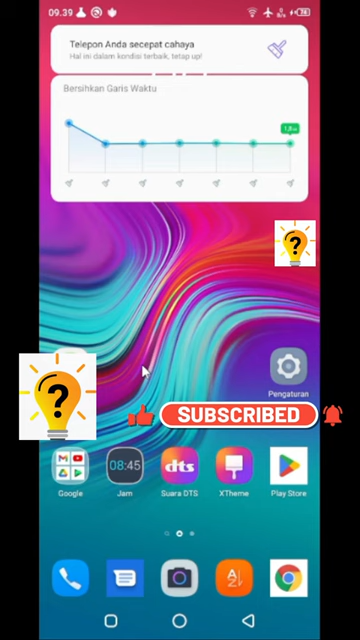 09.39
78
Telepon Anda secepat cahaya
Hal ini dalam kondisi terbaik, tetap up!
Bersihkan Garis Waktu
?
Pengaturan
?
SUBSCRIBED
08:45
dts
Google
Jam
Suara DTS
XTheme
Play Store